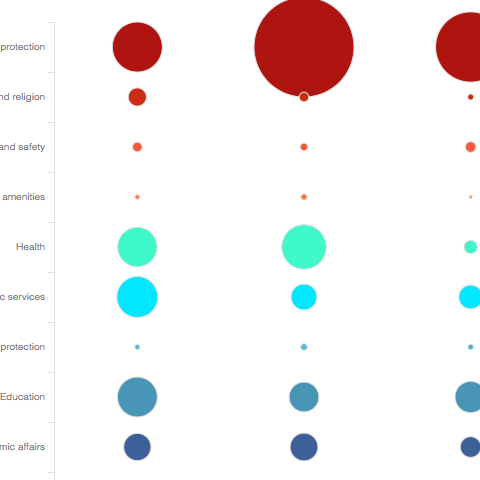 protection
nd religion
and safety
amenities
Health
c services
protection
Education
mic affairs